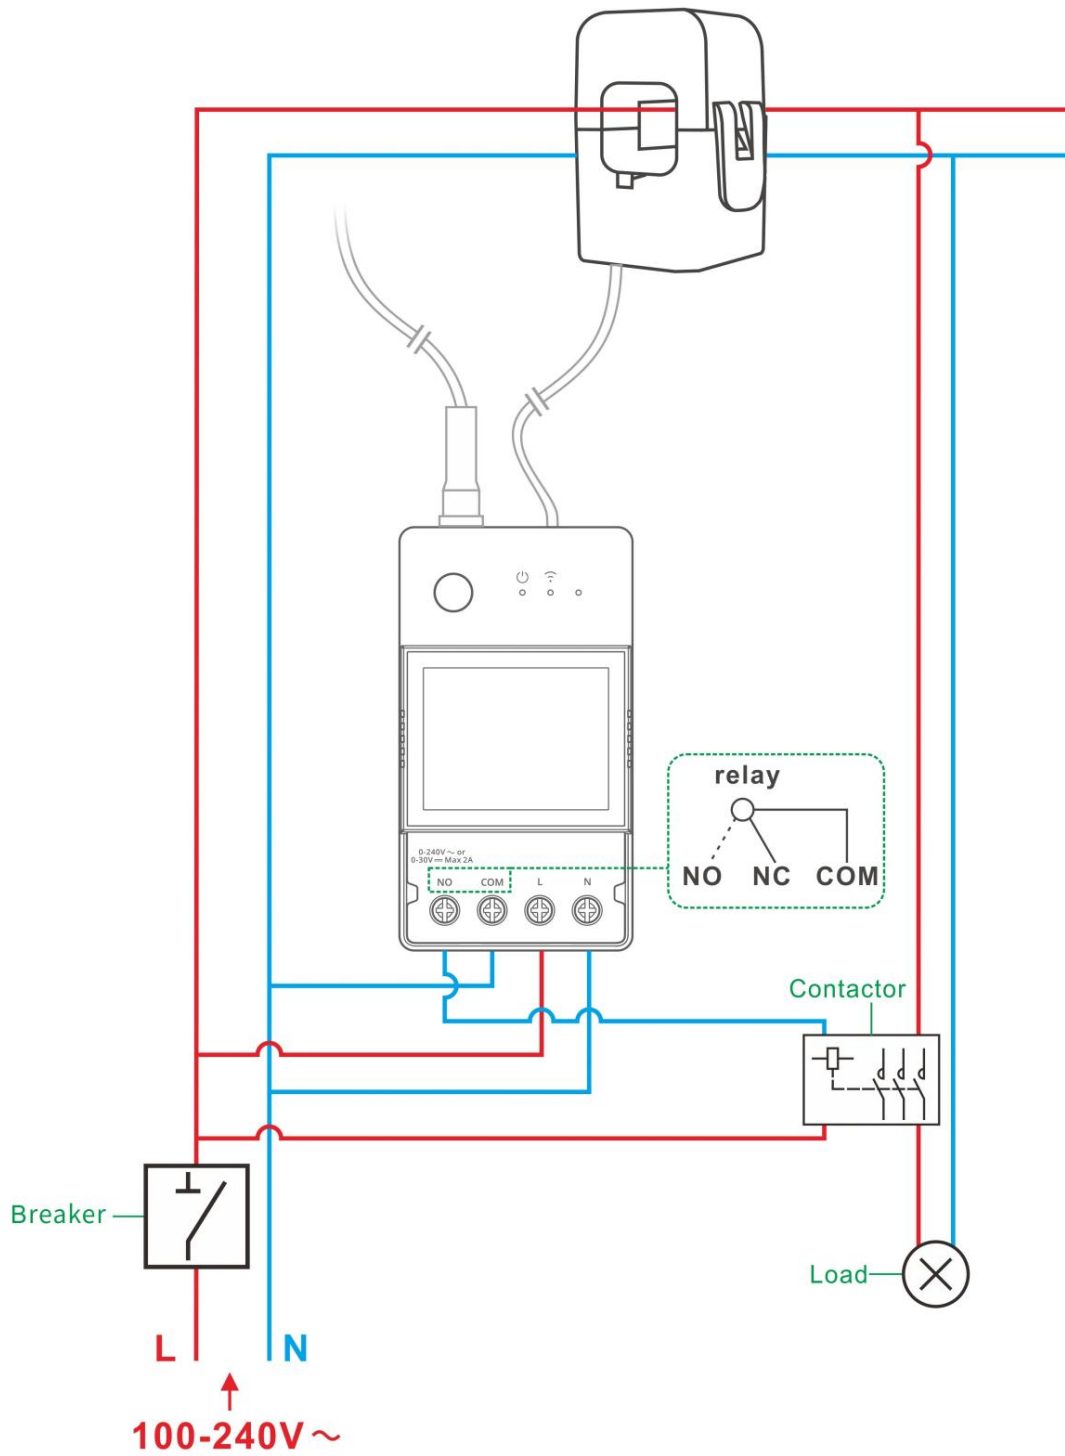 0-240V ~ or
0-30V⎓ Max 2A
NO COM L N
relay
NO NC COM
Contactor
Breaker
Load
L N
100-240V ~